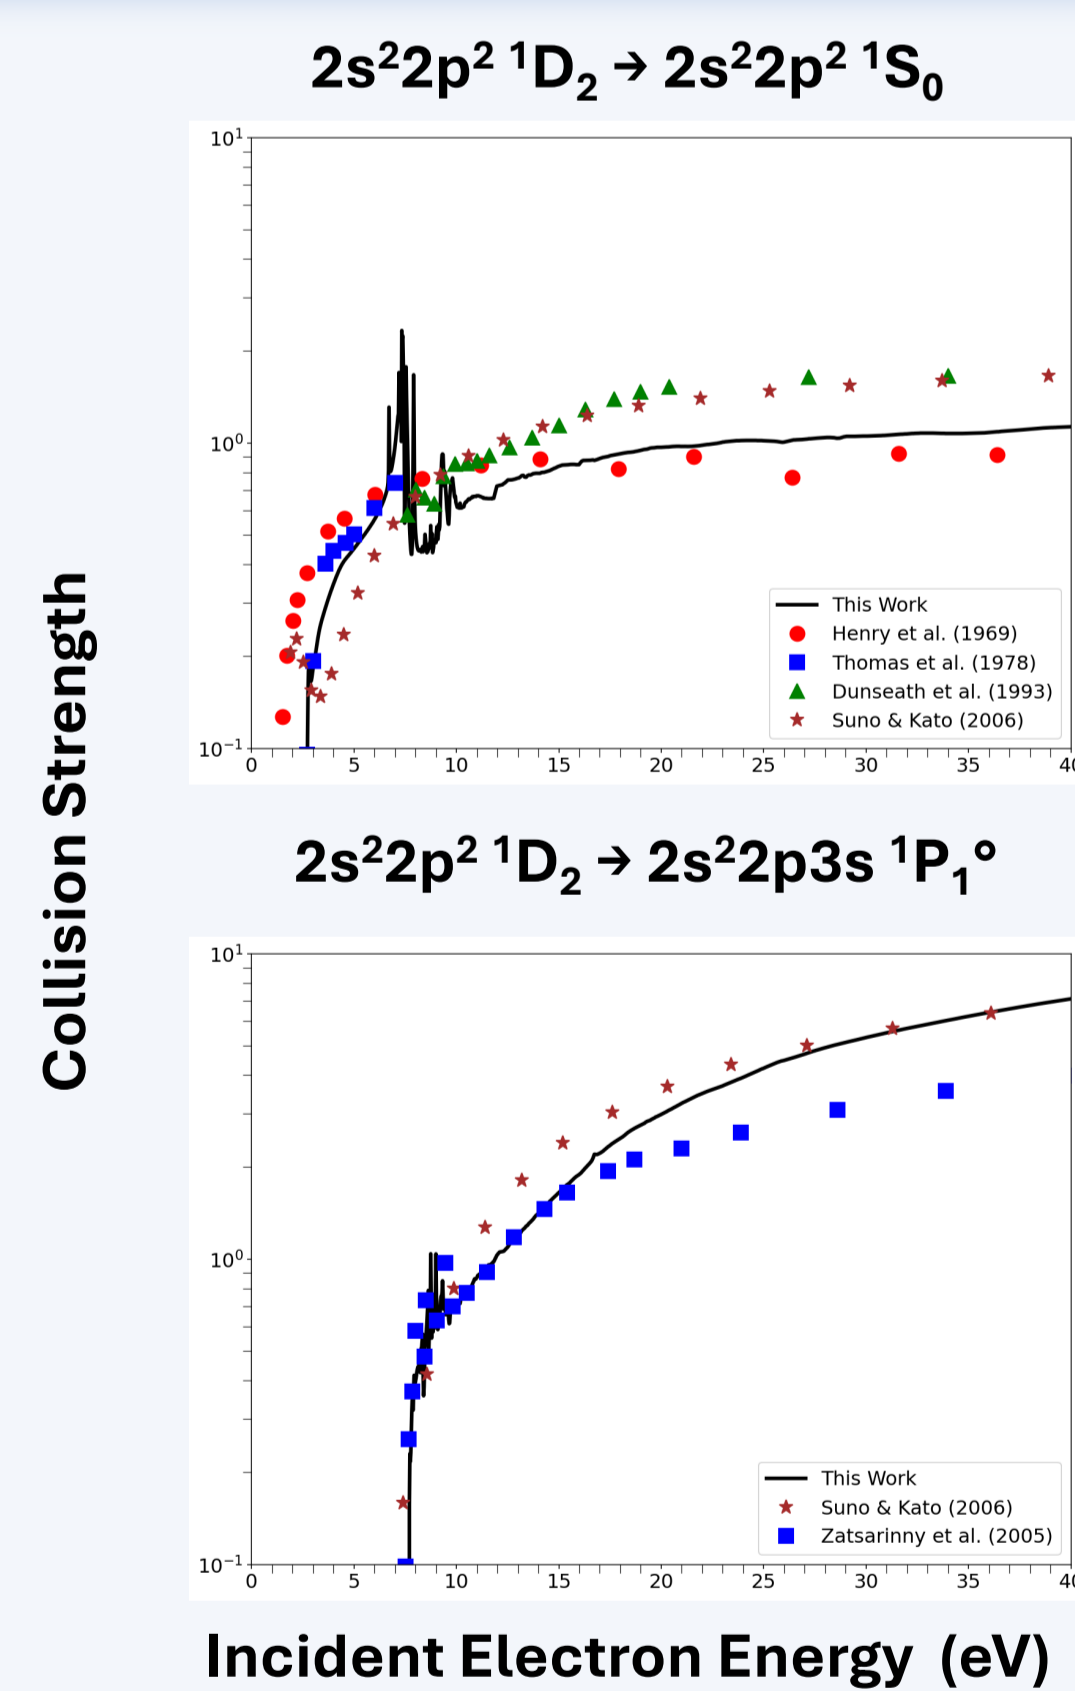 2s²2p² ¹D₂ → 2s²2p² ¹S₀
10¹
10⁰
10⁻¹
0 5 10 15 20 25 30 35 40
This Work
Henry et al. (1969)
Thomas et al. (1978)
Dunseath et al. (1993)
Suno & Kato (2006)
Collision Strength
2s²2p² ¹D₂ → 2s²2p3s ¹P₁°
10¹
10⁰
10⁻¹
0 5 10 15 20 25 30 35 40
This Work
Suno & Kato (2006)
Zatsarinny et al. (2005)
Incident Electron Energy (eV)